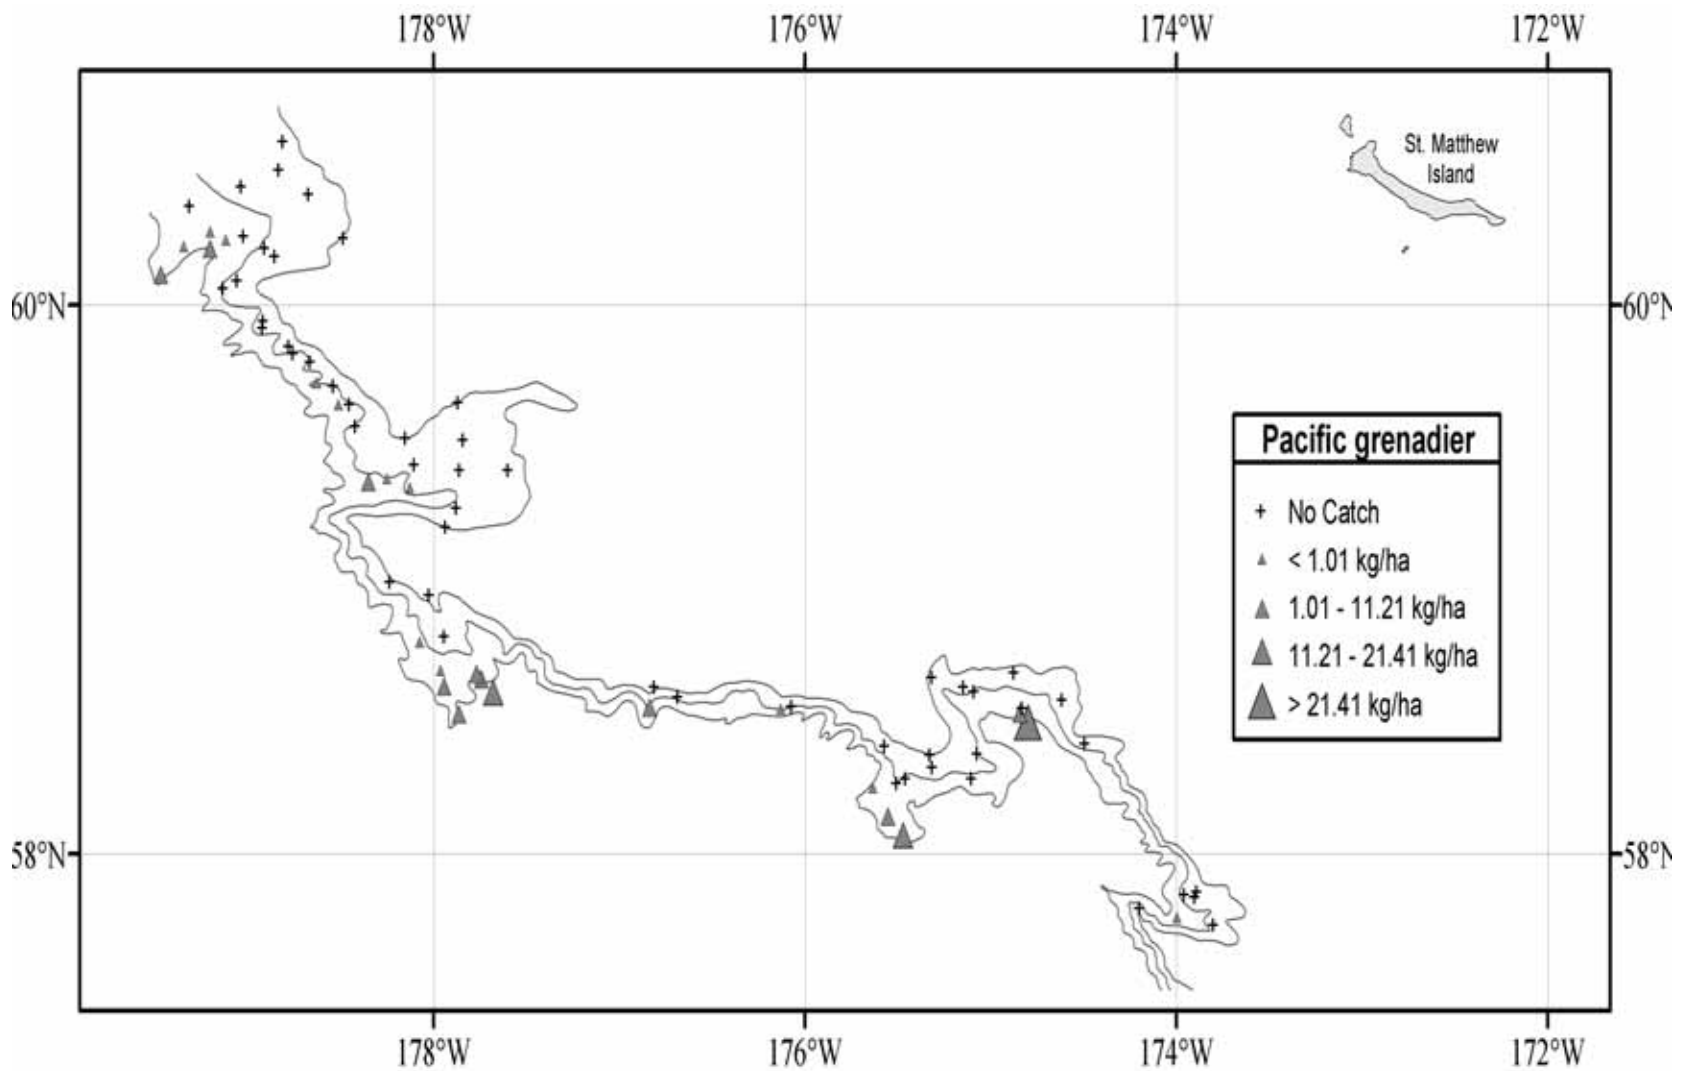 178°W 176°W 174°W 172°W
St. Matthew
Island
60°N 60°N
Pacific grenadier
No Catch
< 1.01 kg/ha
1.01 - 11.21 kg/ha
11.21 - 21.41 kg/ha
> 21.41 kg/ha
58°N 58°N
178°W 176°W 174°W 172°W